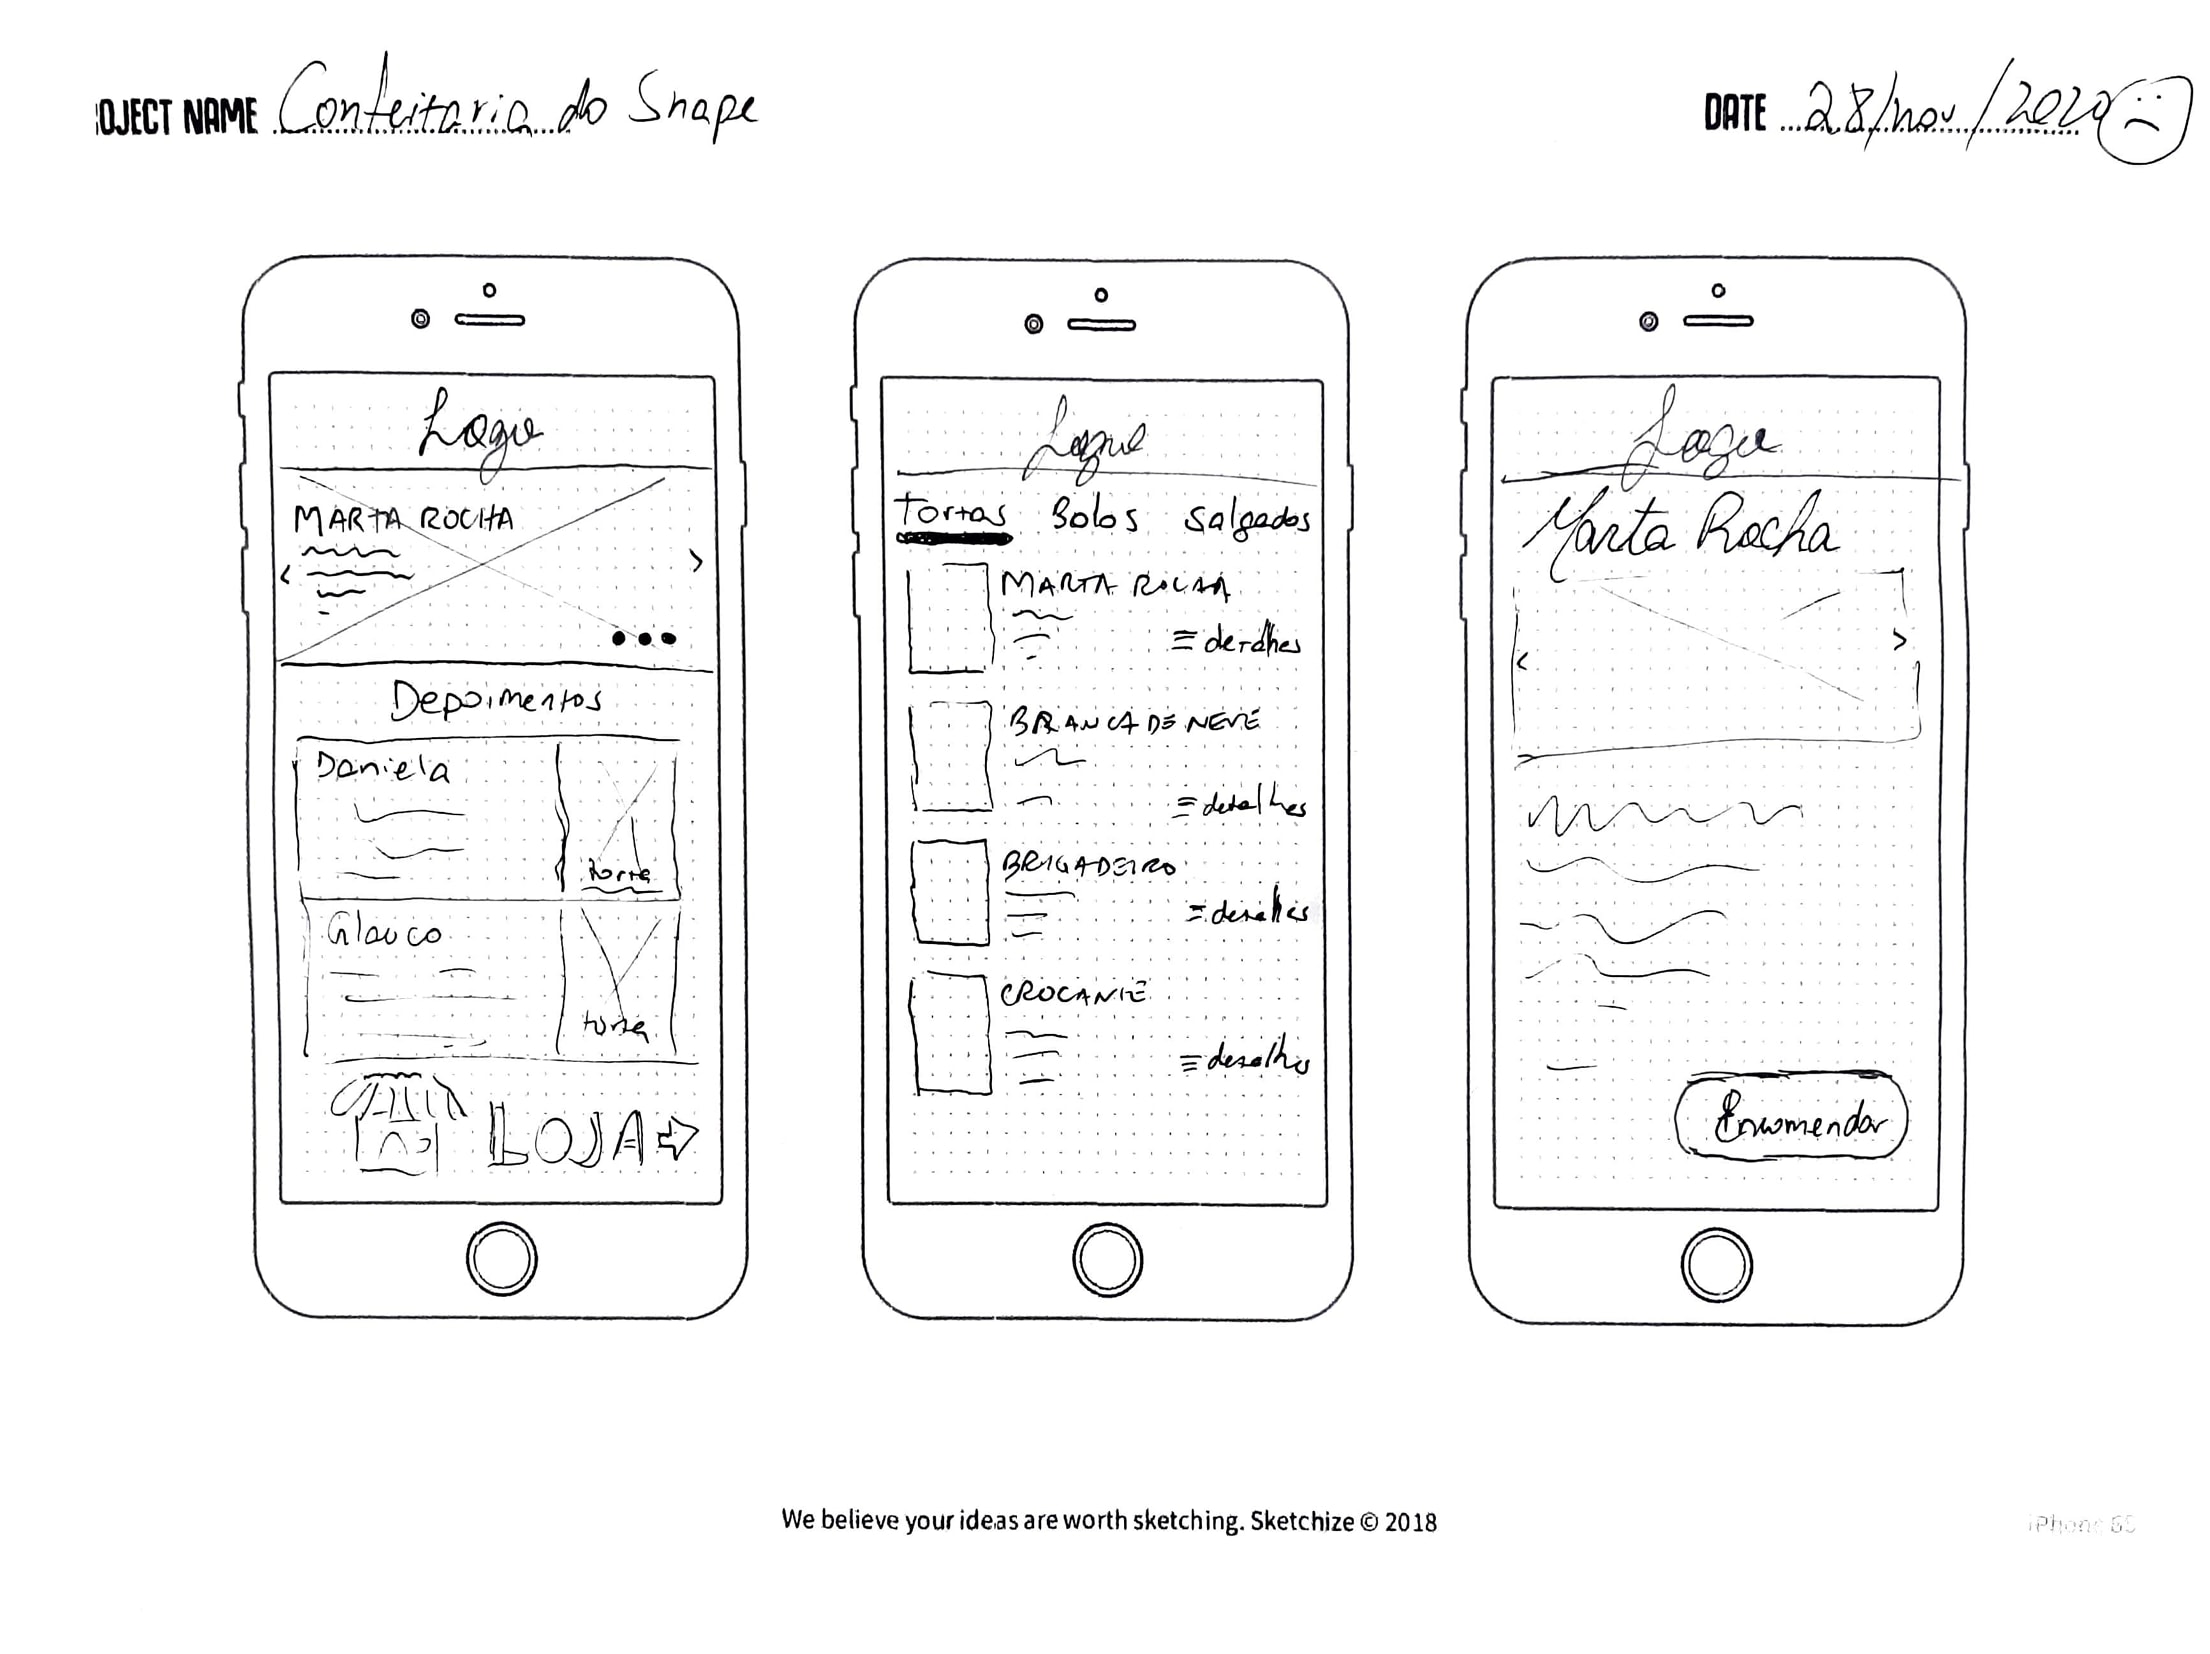 OJECT NAME Confeitaria do Snape
DATE 28/nov/2020
Logo
MARTA ROCHA
Depoimentos
Daniela
torta
Glauco
torta
LOJA
Logo
Tortas Bolos Salgados
MARTA ROCHA
detalhes
BRANCA DE NEVE
detalhes
BRIGADEIRO
detalhes
CROCANTE
detalhes
Logo
Marta Rocha
Encomendar
We believe your ideas are worth sketching. Sketchize © 2018
iPhone 6S